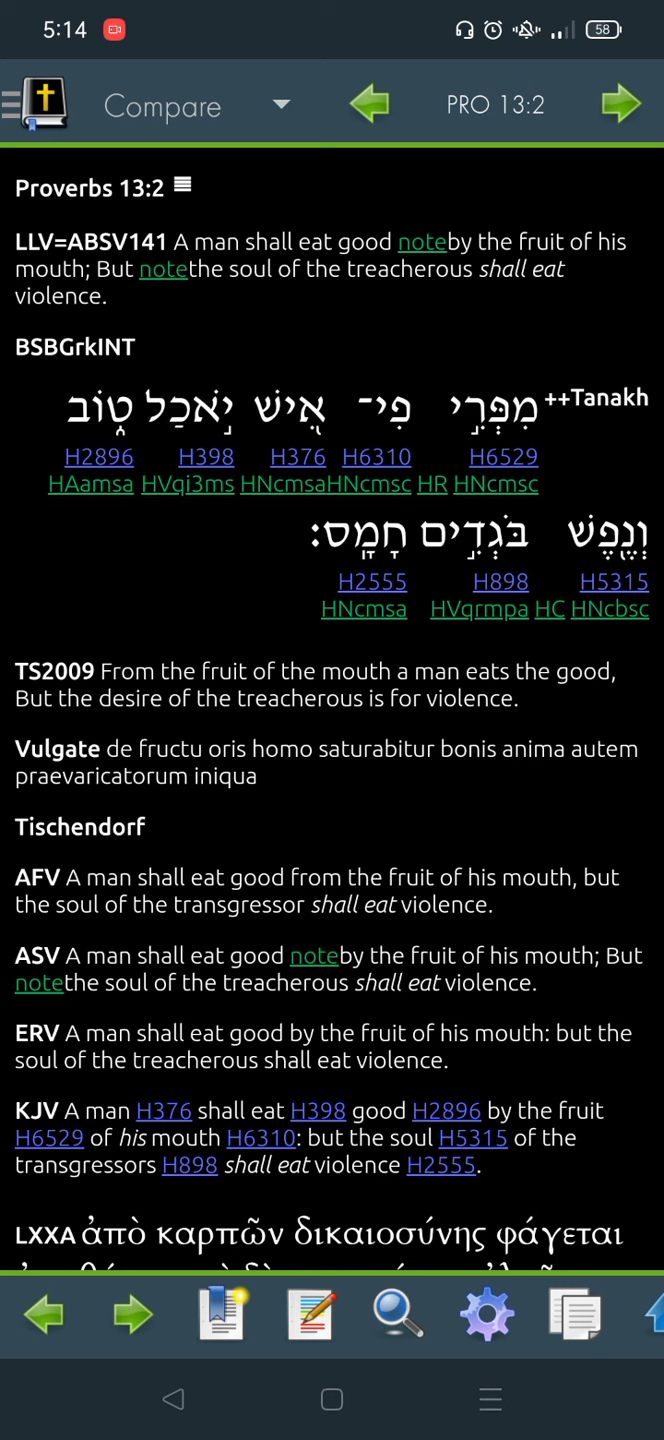 5:14
58
Compare
PRO 13:2
Proverbs 13:2
LLV=ABSV141 A man shall eat good noteby the fruit of his
mouth; But notethe soul of the treacherous shall eat
violence.
BSBGrkINT
++Tanakh מִפְּרִ֣י פִי־ אִ֭ישׁ יֹ֣אכַל ט֑וֹב
H2896 H398 H376 H6310 H6529
HAamsa HVqi3ms HNcmsaHNcmsc HR HNcmsc
וְנֶ֖פֶשׁ בֹּגְדִ֣ים חָמָֽס׃
H2555 H898 H5315
HNcmsa HVqrmpa HC HNcbsc
TS2009 From the fruit of the mouth a man eats the good,
But the desire of the treacherous is for violence.
Vulgate de fructu oris homo saturabitur bonis anima autem
praevaricatorum iniqua
Tischendorf
AFV A man shall eat good from the fruit of his mouth, but
the soul of the transgressor shall eat violence.
ASV A man shall eat good noteby the fruit of his mouth; But
notethe soul of the treacherous shall eat violence.
ERV A man shall eat good by the fruit of his mouth: but the
soul of the treacherous shall eat violence.
KJV A man H376 shall eat H398 good H2896 by the fruit
H6529 of his mouth H6310: but the soul H5315 of the
transgressors H898 shall eat violence H2555.
LXXA ἀπὸ καρπῶν δικαιοσύνης φάγεται